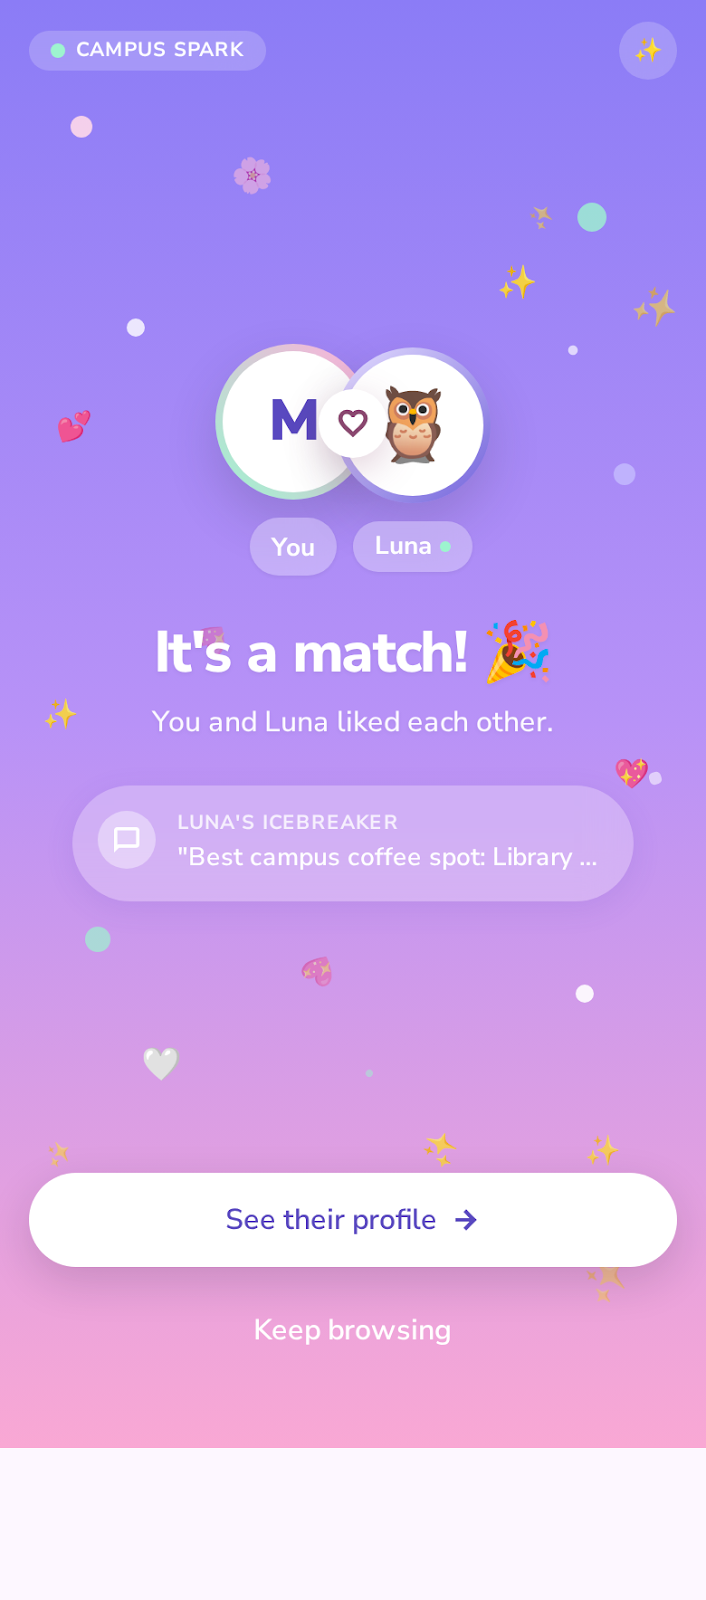 CAMPUS SPARK
M
You
Luna
It's a match! 🎉
You and Luna liked each other.
LUNA'S ICEBREAKER
"Best campus coffee spot: Library ...
See their profile →
Keep browsing